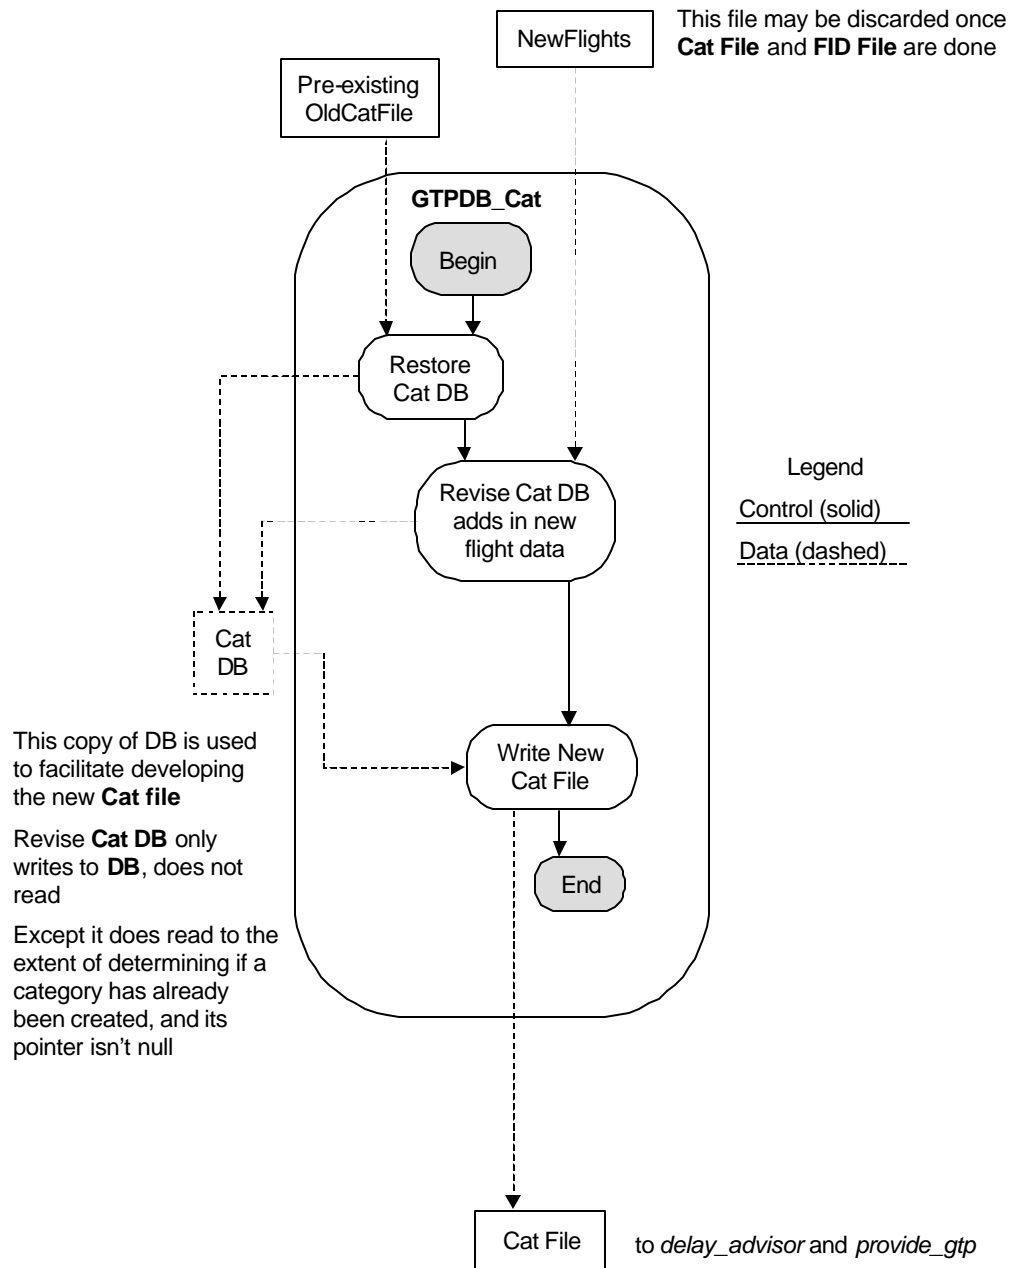 NewFlights
This file may be discarded once
Cat File and FID File are done
Pre-existing
OldCatFile
GTPDB_Cat
Begin
Restore
Cat DB
Revise Cat DB
adds in new
flight data
Legend
Control (solid)
Data (dashed)
Cat
DB
This copy of DB is used
to facilitate developing
the new Cat file
Revise Cat DB only
writes to DB, does not
read
Except it does read to the
extent of determining if a
category has already
been created, and its
pointer isn't null
Write New
Cat File
End
Cat File
to delay_advisor and provide_gtp